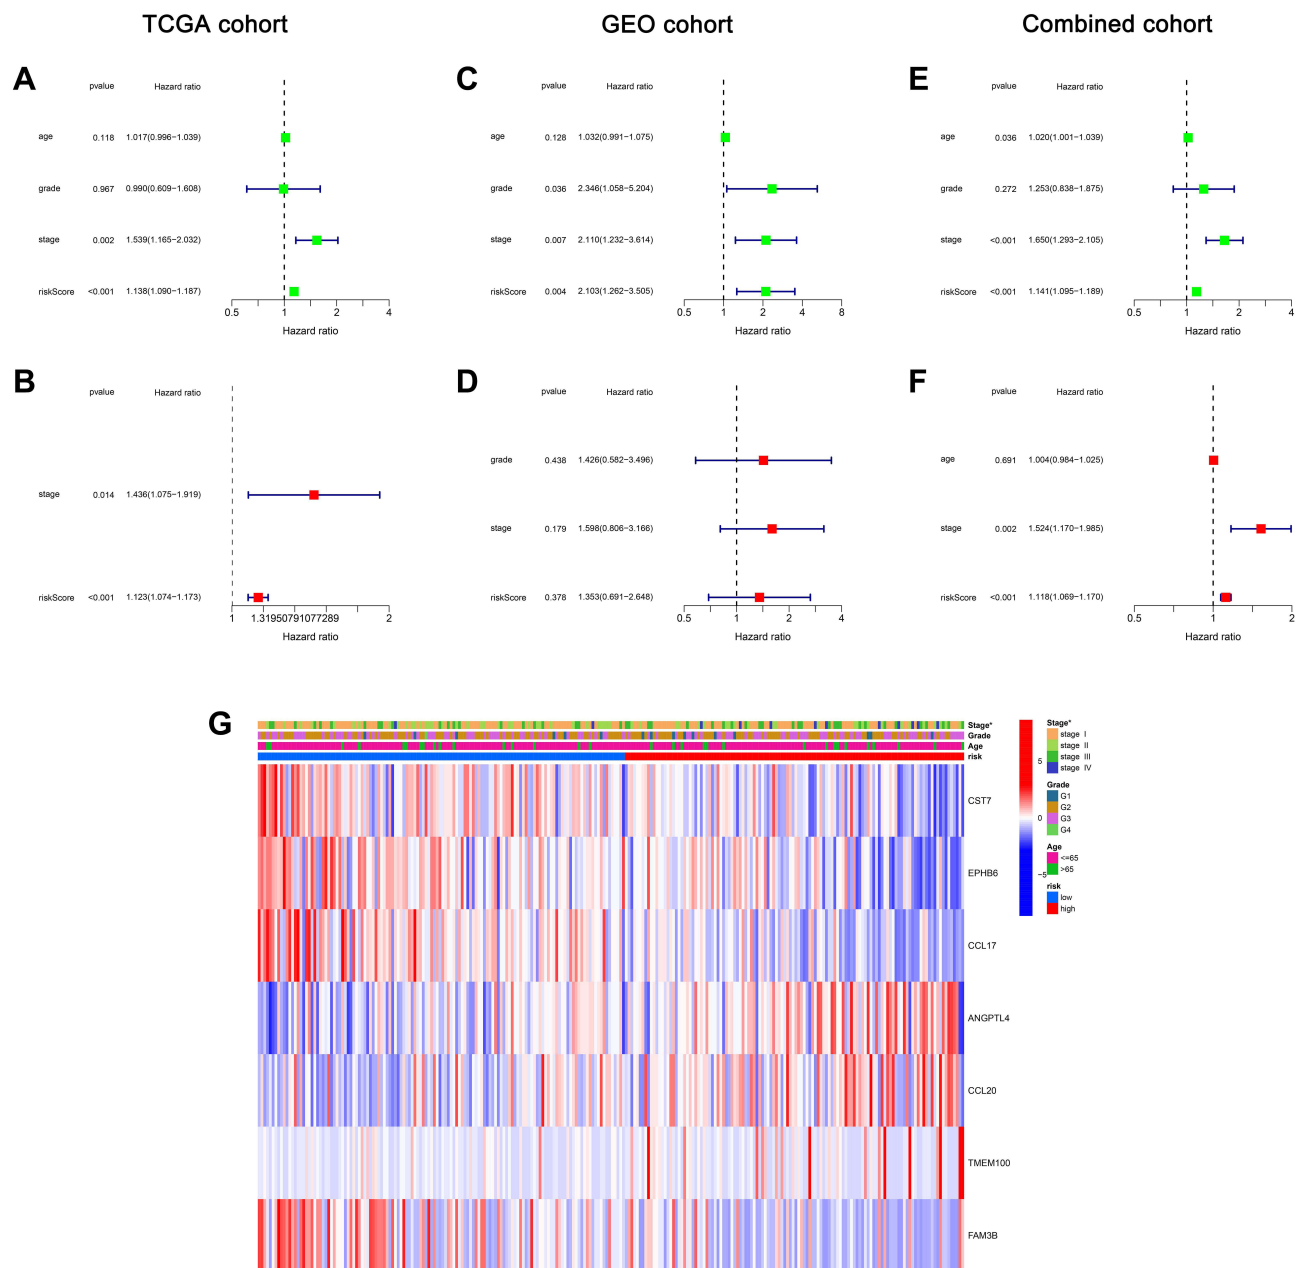 TCGA cohort
GEO cohort
Combined cohort
A
pvalue Hazard ratio
age 0.118 1.017(0.996−1.039)
grade 0.967 0.990(0.609−1.608)
stage 0.002 1.539(1.165−2.032)
riskScore <0.001 1.138(1.090−1.187)
0.5 1 2 4
Hazard ratio
C
pvalue Hazard ratio
age 0.128 1.032(0.991−1.075)
grade 0.036 2.346(1.058−5.204)
stage 0.007 2.110(1.232−3.614)
riskScore 0.004 2.103(1.262−3.505)
0.5 1 2 4 8
Hazard ratio
E
pvalue Hazard ratio
age 0.036 1.020(1.001−1.039)
grade 0.272 1.253(0.838−1.875)
stage <0.001 1.650(1.293−2.105)
riskScore <0.001 1.141(1.095−1.189)
0.5 1 2 4
Hazard ratio
B
pvalue Hazard ratio
stage 0.014 1.436(1.075−1.919)
riskScore <0.001 1.123(1.074−1.173)
1 1.31950791077289 2
Hazard ratio
D
pvalue Hazard ratio
grade 0.438 1.426(0.582−3.496)
stage 0.179 1.598(0.806−3.166)
riskScore 0.378 1.353(0.691−2.648)
0.5 1 2 4
Hazard ratio
F
pvalue Hazard ratio
age 0.691 1.004(0.984−1.025)
stage 0.002 1.524(1.170−1.985)
riskScore <0.001 1.118(1.069−1.170)
0.5 1 2
Hazard ratio
G
Stage*
Grade
Age
risk
CST7
EPHB6
CCL17
ANGPTL4
CCL20
TMEM100
FAM3B
5
0
−5
Stage*
stage I
stage II
stage III
stage IV
Grade
G1
G2
G3
G4
Age
<=65
>65
risk
low
high